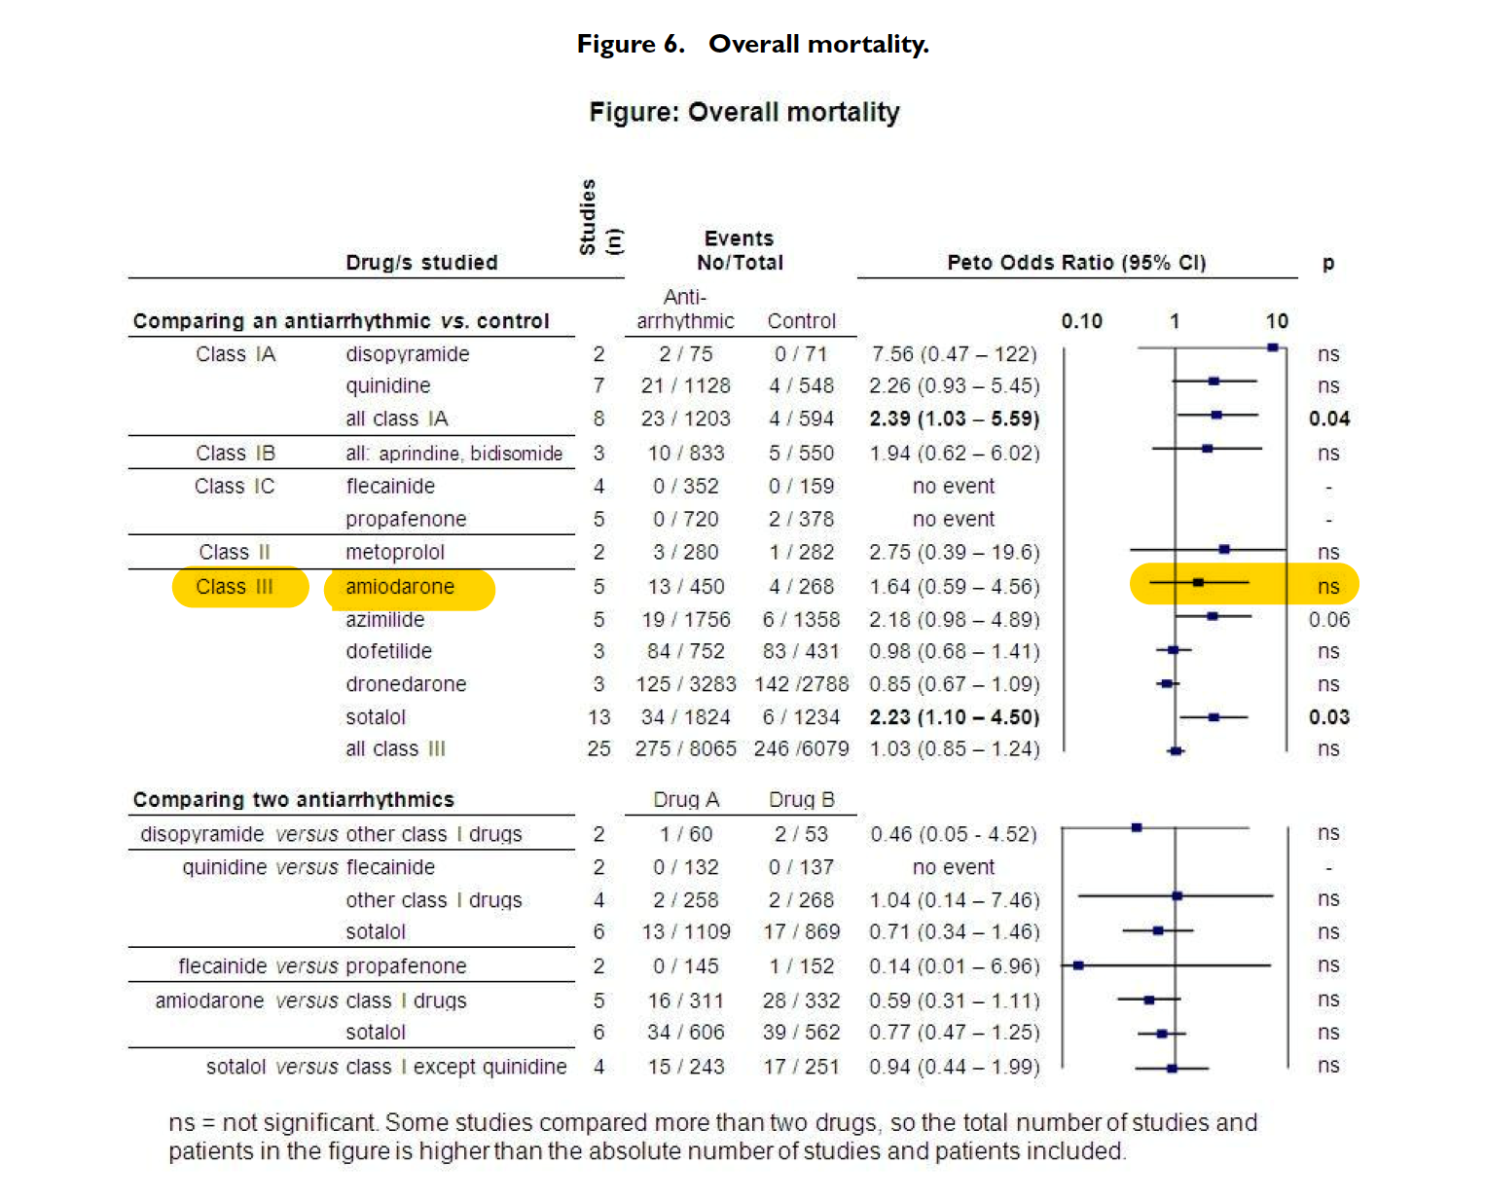 Figure 6. Overall mortality.
Figure: Overall mortality
Drug/s studied Studies (n) Events No/Total Peto Odds Ratio (95% CI) p
Comparing an antiarrhythmic vs. control Anti-arrhythmic Control 0.10 1 10
Class IA disopyramide 2 2 / 75 0 / 71 7.56 (0.47 – 122) ns
quinidine 7 21 / 1128 4 / 548 2.26 (0.93 – 5.45) ns
all class IA 8 23 / 1203 4 / 594 2.39 (1.03 – 5.59) 0.04
Class IB all: aprindine, bidisomide 3 10 / 833 5 / 550 1.94 (0.62 – 6.02) ns
Class IC flecainide 4 0 / 352 0 / 159 no event -
propafenone 5 0 / 720 2 / 378 no event -
Class II metoprolol 2 3 / 280 1 / 282 2.75 (0.39 – 19.6) ns
Class III amiodarone 5 13 / 450 4 / 268 1.64 (0.59 – 4.56) ns
azimilide 5 19 / 1756 6 / 1358 2.18 (0.98 – 4.89) 0.06
dofetilide 3 84 / 752 83 / 431 0.98 (0.68 – 1.41) ns
dronedarone 3 125 / 3283 142 /2788 0.85 (0.67 – 1.09) ns
sotalol 13 34 / 1824 6 / 1234 2.23 (1.10 – 4.50) 0.03
all class III 25 275 / 8065 246 /6079 1.03 (0.85 – 1.24) ns
Comparing two antiarrhythmics Drug A Drug B
disopyramide versus other class I drugs 2 1 / 60 2 / 53 0.46 (0.05 - 4.52) ns
quinidine versus flecainide 2 0 / 132 0 / 137 no event -
other class I drugs 4 2 / 258 2 / 268 1.04 (0.14 – 7.46) ns
sotalol 6 13 / 1109 17 / 869 0.71 (0.34 – 1.46) ns
flecainide versus propafenone 2 0 / 145 1 / 152 0.14 (0.01 – 6.96) ns
amiodarone versus class I drugs 5 16 / 311 28 / 332 0.59 (0.31 – 1.11) ns
sotalol 6 34 / 606 39 / 562 0.77 (0.47 – 1.25) ns
sotalol versus class I except quinidine 4 15 / 243 17 / 251 0.94 (0.44 – 1.99) ns
ns = not significant. Some studies compared more than two drugs, so the total number of studies and
patients in the figure is higher than the absolute number of studies and patients included.